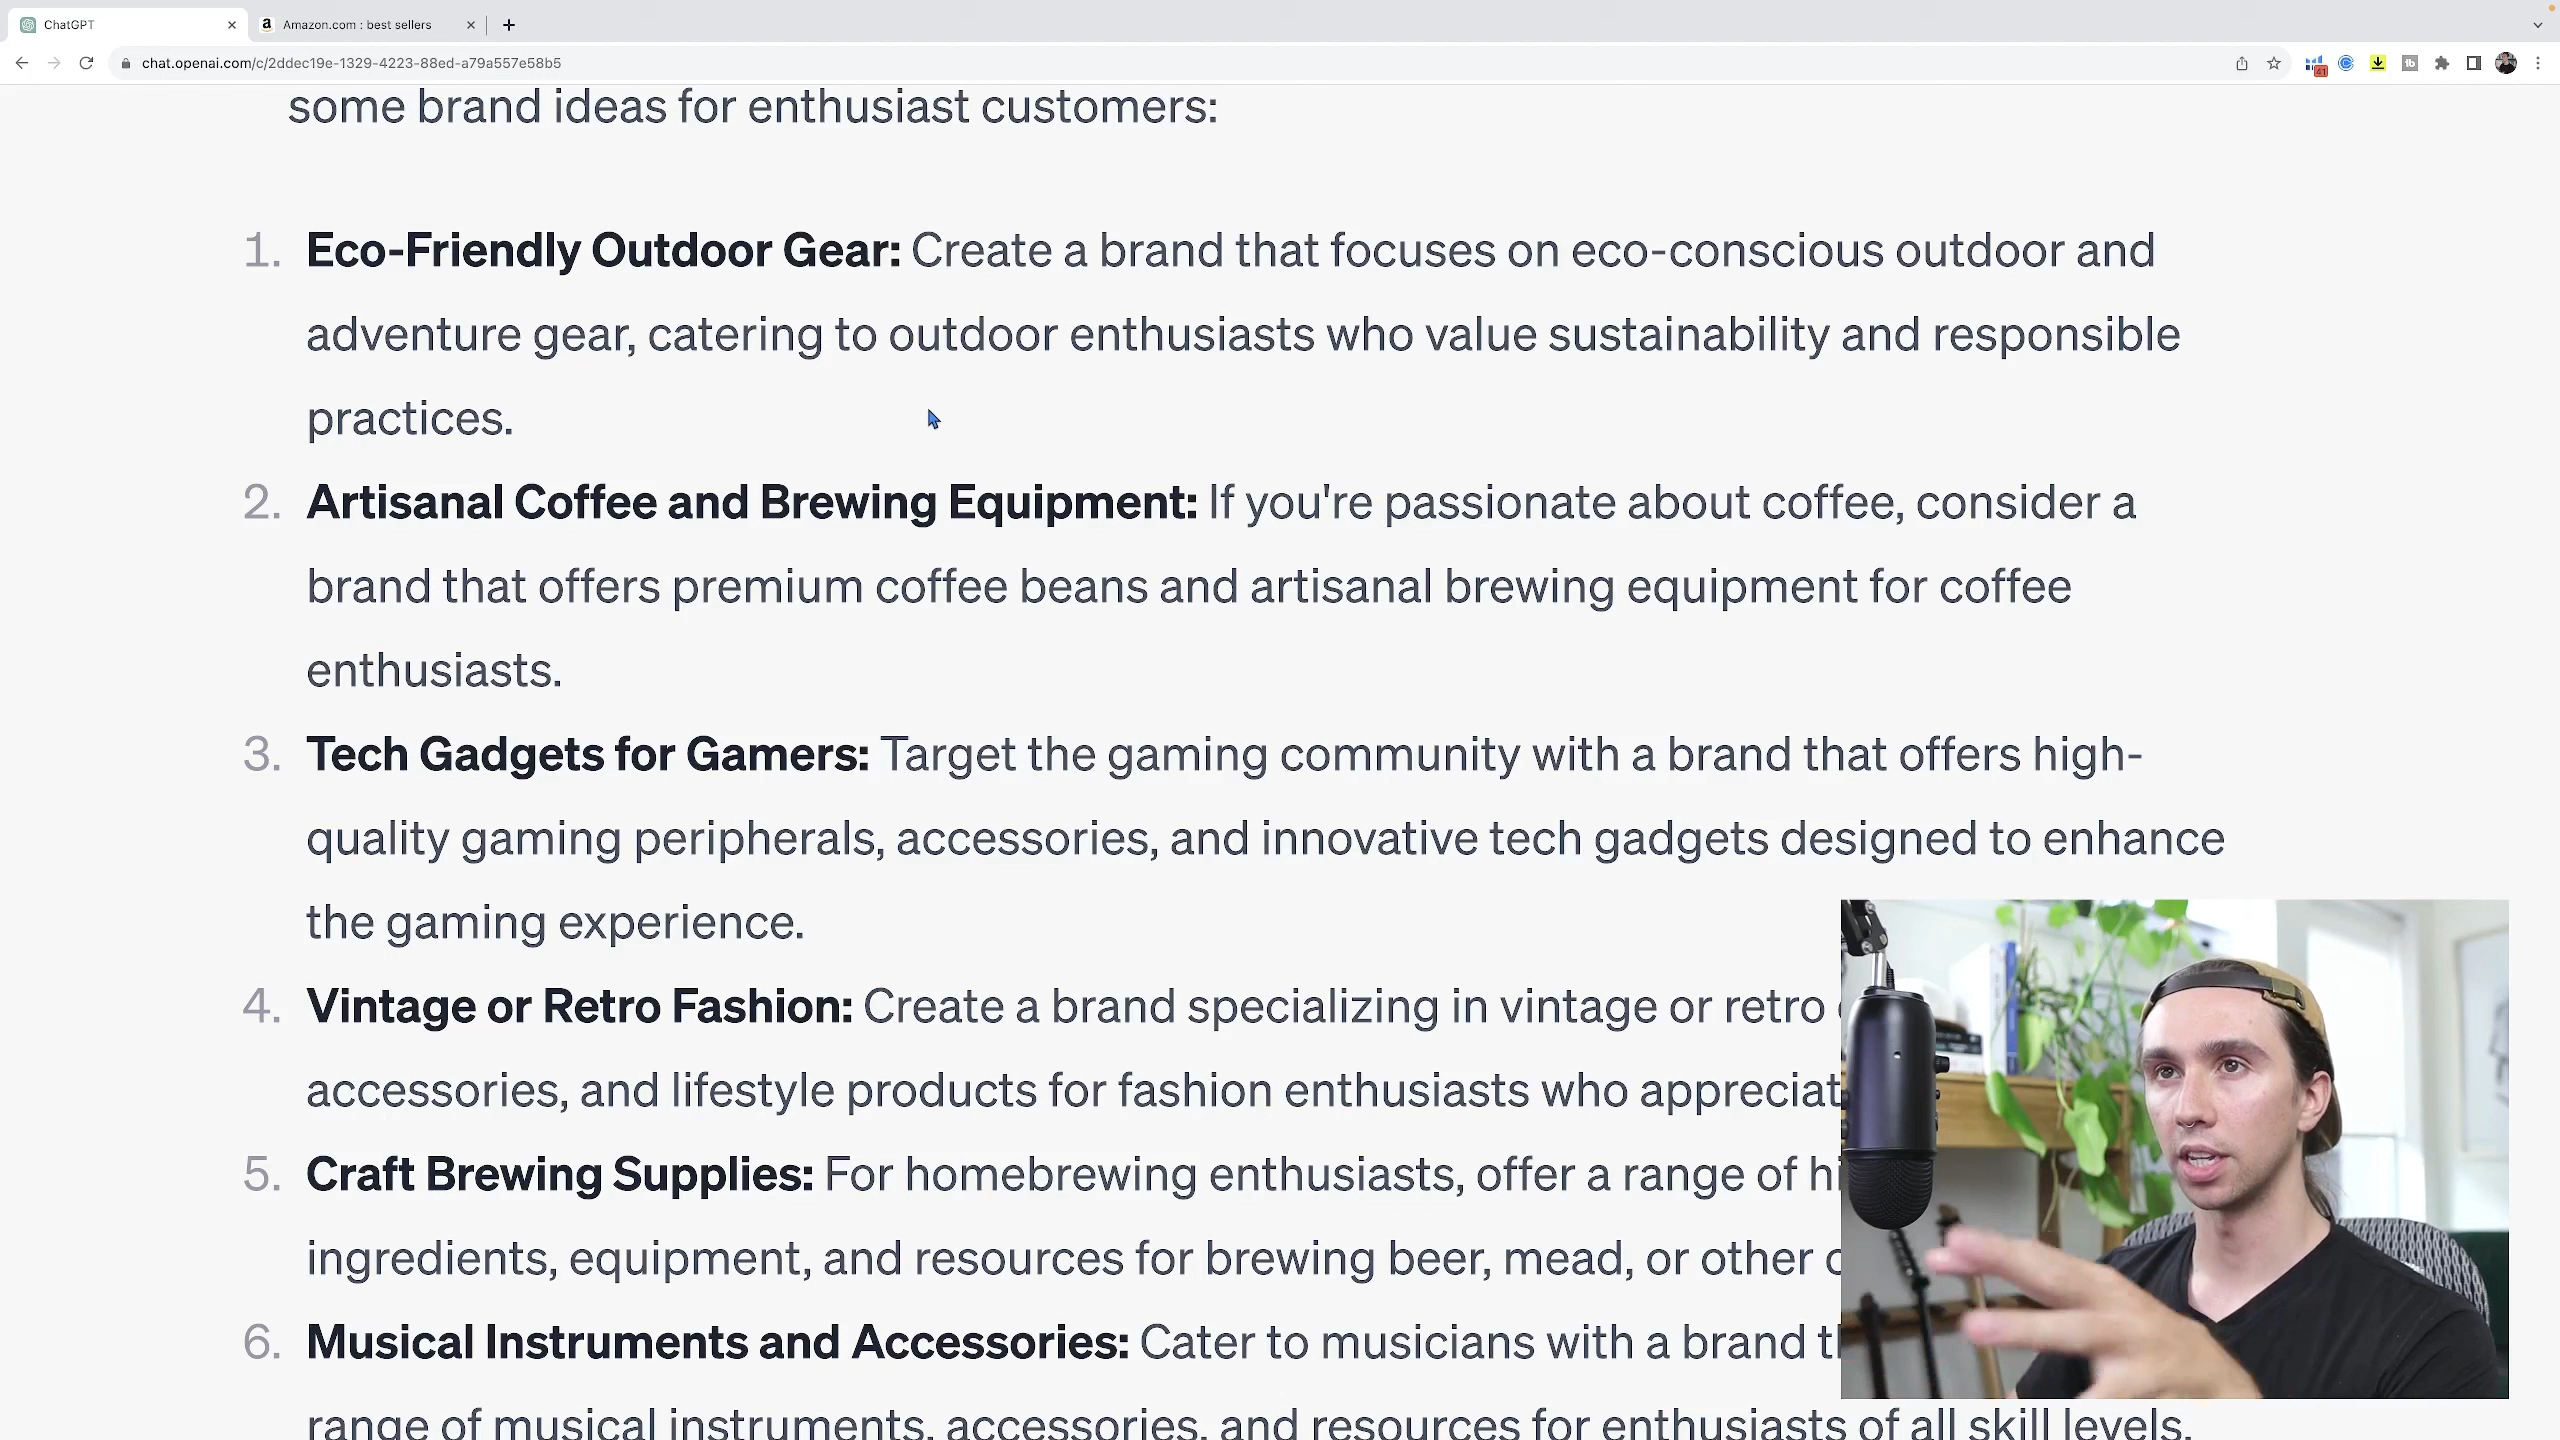 ChatGPT
Amazon.com : best sellers
chat.openai.com/c/2ddec19e-1329-4223-88ed-a79a557e58b5
41
some brand ideas for enthusiast customers:
1. Eco-Friendly Outdoor Gear: Create a brand that focuses on eco-conscious outdoor and
adventure gear, catering to outdoor enthusiasts who value sustainability and responsible
practices.
2. Artisanal Coffee and Brewing Equipment: If you're passionate about coffee, consider a
brand that offers premium coffee beans and artisanal brewing equipment for coffee
enthusiasts.
3. Tech Gadgets for Gamers: Target the gaming community with a brand that offers high-
quality gaming peripherals, accessories, and innovative tech gadgets designed to enhance
the gaming experience.
4. Vintage or Retro Fashion: Create a brand specializing in vintage or retro
accessories, and lifestyle products for fashion enthusiasts who appreciat
5. Craft Brewing Supplies: For homebrewing enthusiasts, offer a range of hi
ingredients, equipment, and resources for brewing beer, mead, or other
6. Musical Instruments and Accessories: Cater to musicians with a brand th
range of musical instruments, accessories, and resources for enthusiasts of all skill levels.